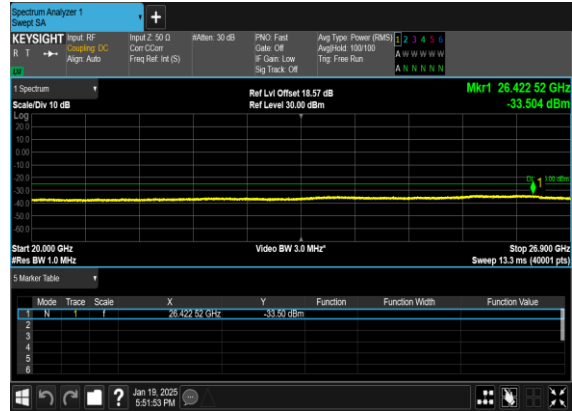 Spectrum Analyzer 1
Swept SA
+
KEYSIGHT Input: RF Input Z: 50 Ω #Atten: 30 dB PNO: Fast Avg Type: Power (RMS) 1 2 3 4 5 6
R T Coupling: DC Corr CCorr Gate: Off Avg|Hold: 100/100 A W W W W W
Align: Auto Freq Ref: Int (S) IF Gain: Low Trig: Free Run
Sig Track: Off A N N N N N
1 Spectrum Ref Lvl Offset 18.57 dB Mkr1 26.422 52 GHz
Scale/Div 10 dB Ref Level 30.00 dBm -33.504 dBm
Log
20.0
10.0
0.00
-10.0
-20.0
-30.0
-40.0
-50.0
-60.0
1
Start 20.000 GHz Video BW 3.0 MHz* Stop 26.900 GHz
#Res BW 1.0 MHz Sweep 13.3 ms (40001 pts)
5 Marker Table
Mode Trace Scale X Y Function Function Width Function Value
1 N 1 f 26.422 52 GHz -33.50 dBm
2
3
4
5
6
? Jan 19, 2025
5:51:53 PM